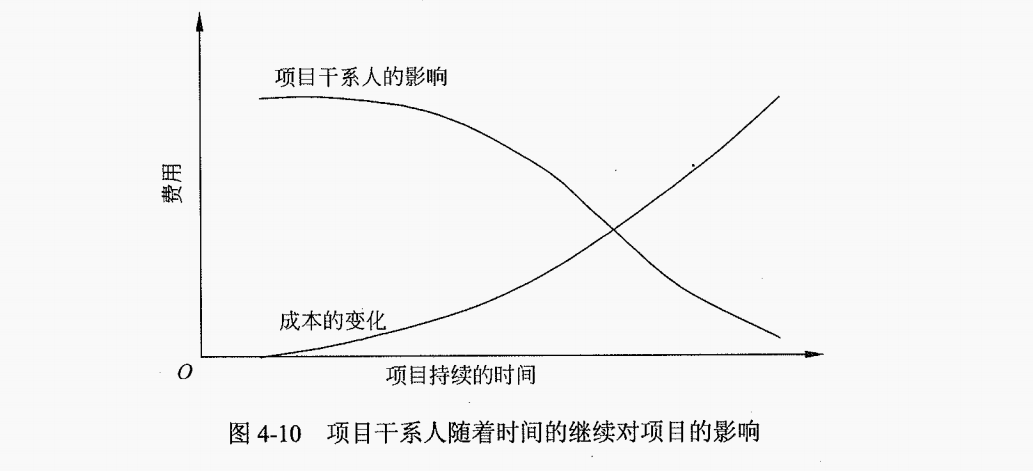 项目干系人的影响
费用
成本的变化
O
项目持续的时间
图 4-10 项目干系人随着时间的继续对项目的影响